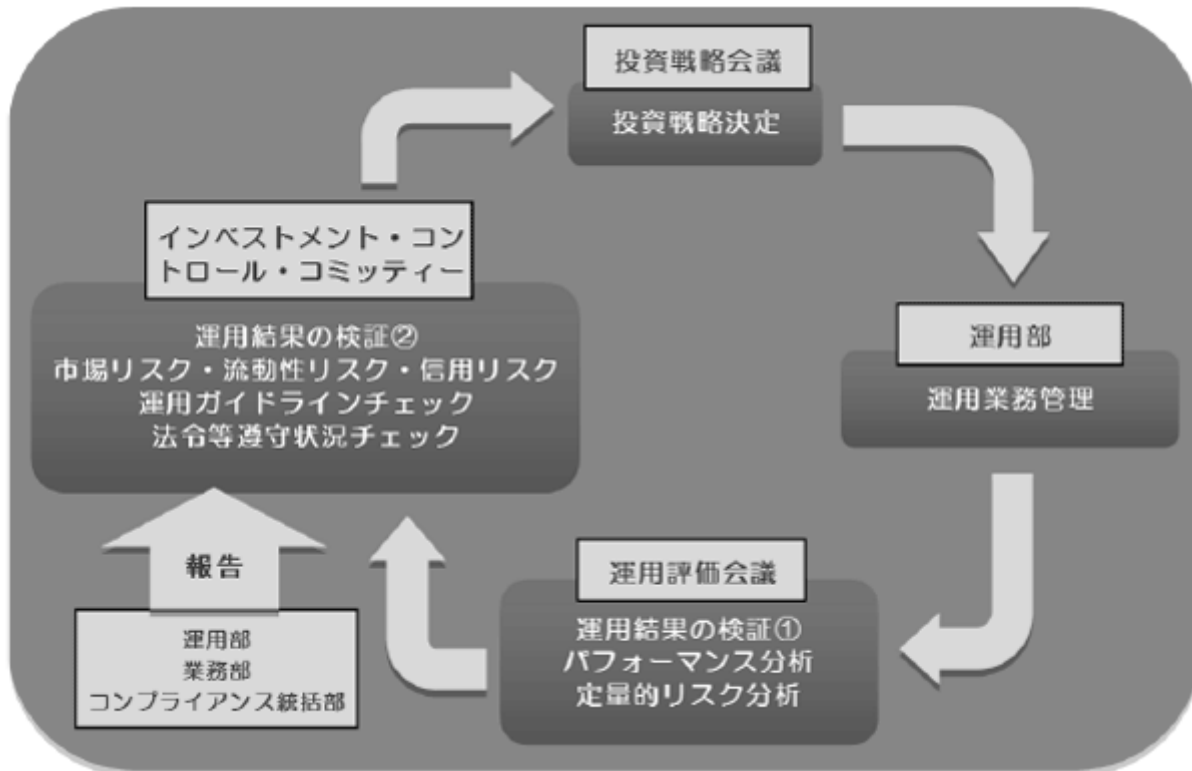 投資戦略会議
投資戦略決定
運用部
運用業務管理
運用評価会議
運用結果の検証①
パフォーマンス分析
定量的リスク分析
インベストメント・コン
トロール・コミッティー
運用結果の検証②
市場リスク・流動性リスク・信用リスク
運用ガイドラインチェック
法令等遵守状況チェック
報告
運用部
業務部
コンプライアンス統括部